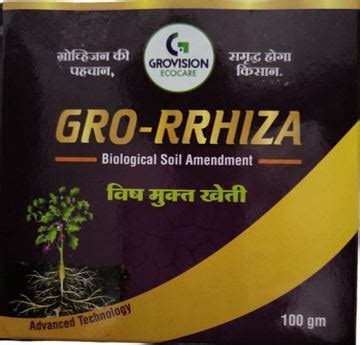 ग्रोव्हिजन की
पहचान,
GROVISION
ECOCARE
समृद्ध होगा
किसान.
GRO-RRHIZA
Biological Soil Amendment
विष मुक्त खेती
Advanced Technology
100 gm